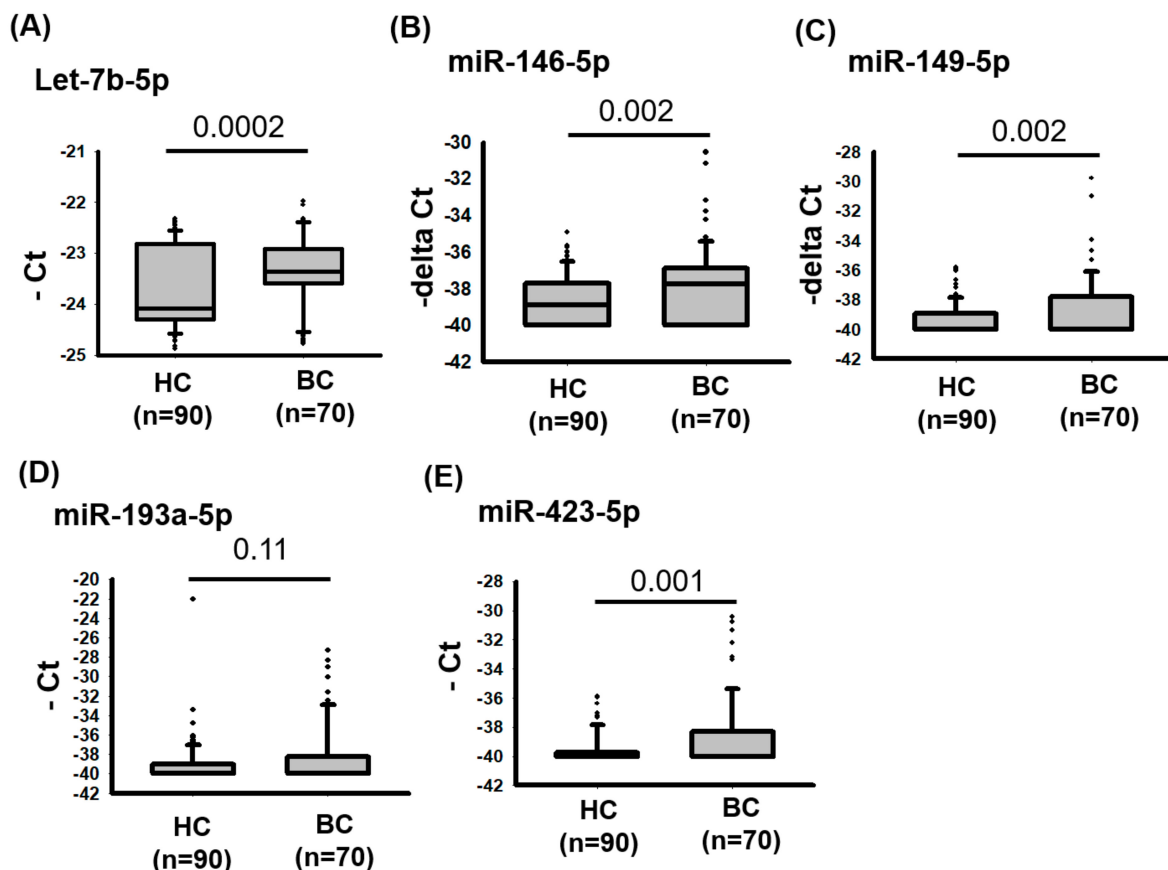 (A)
Let-7b-5p
0.0002
- Ct
-21
-22
-23
-24
-25
HC
(n=90)
BC
(n=70)
(B)
miR-146-5p
0.002
-delta Ct
-30
-32
-34
-36
-38
-40
-42
HC
(n=90)
BC
(n=70)
(C)
miR-149-5p
0.002
-delta Ct
-28
-30
-32
-34
-36
-38
-40
-42
HC
(n=90)
BC
(n=70)
(D)
miR-193a-5p
0.11
- Ct
-20
-22
-24
-26
-28
-30
-32
-34
-36
-38
-40
-42
HC
(n=90)
BC
(n=70)
(E)
miR-423-5p
0.001
- Ct
-28
-30
-32
-34
-36
-38
-40
-42
HC
(n=90)
BC
(n=70)